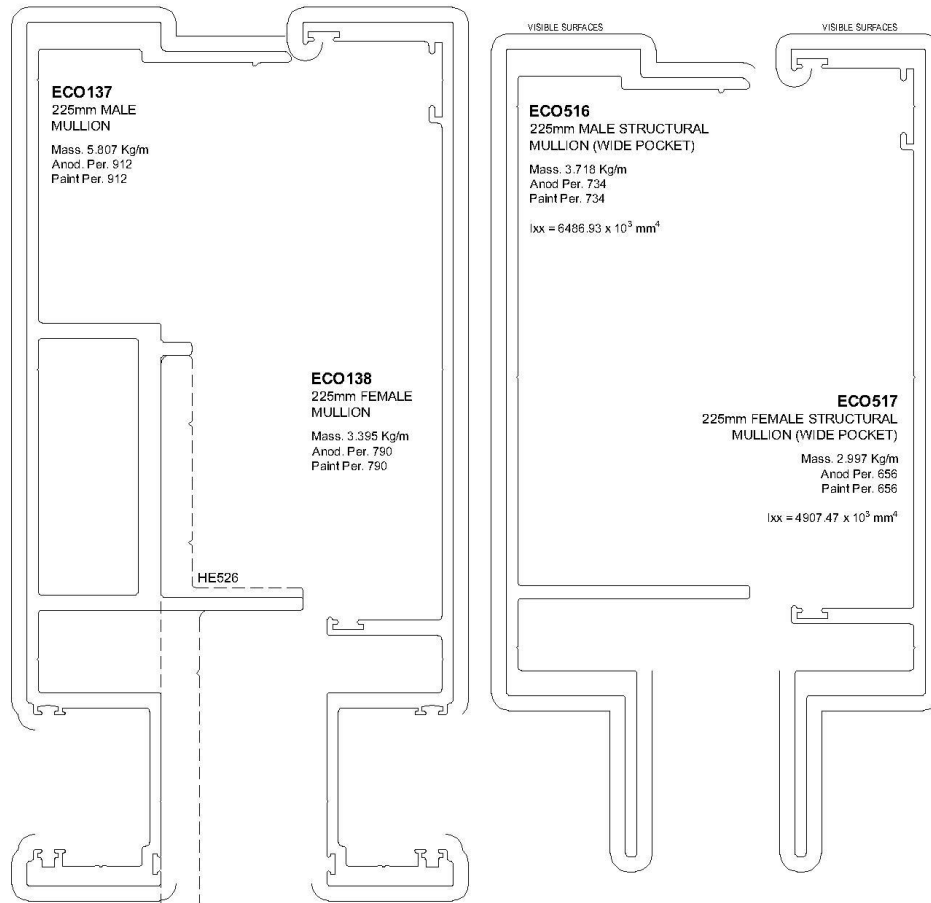 VISIBLE SURFACES
VISIBLE SURFACES
ECO137
225mm MALE
MULLION
Mass. 5.807 Kg/m
Anod. Per. 912
Paint Per. 912
ECO138
225mm FEMALE
MULLION
Mass. 3.395 Kg/m
Anod. Per. 790
Paint Per. 790
HE526
ECO516
225mm MALE STRUCTURAL
MULLION (WIDE POCKET)
Mass. 3.718 Kg/m
Anod Per. 734
Paint Per. 734
Ixx = 6486.93 x 10³ mm⁴
ECO517
225mm FEMALE STRUCTURAL
MULLION (WIDE POCKET)
Mass. 2.997 Kg/m
Anod Per. 656
Paint Per. 656
Ixx = 4907.47 x 10³ mm⁴